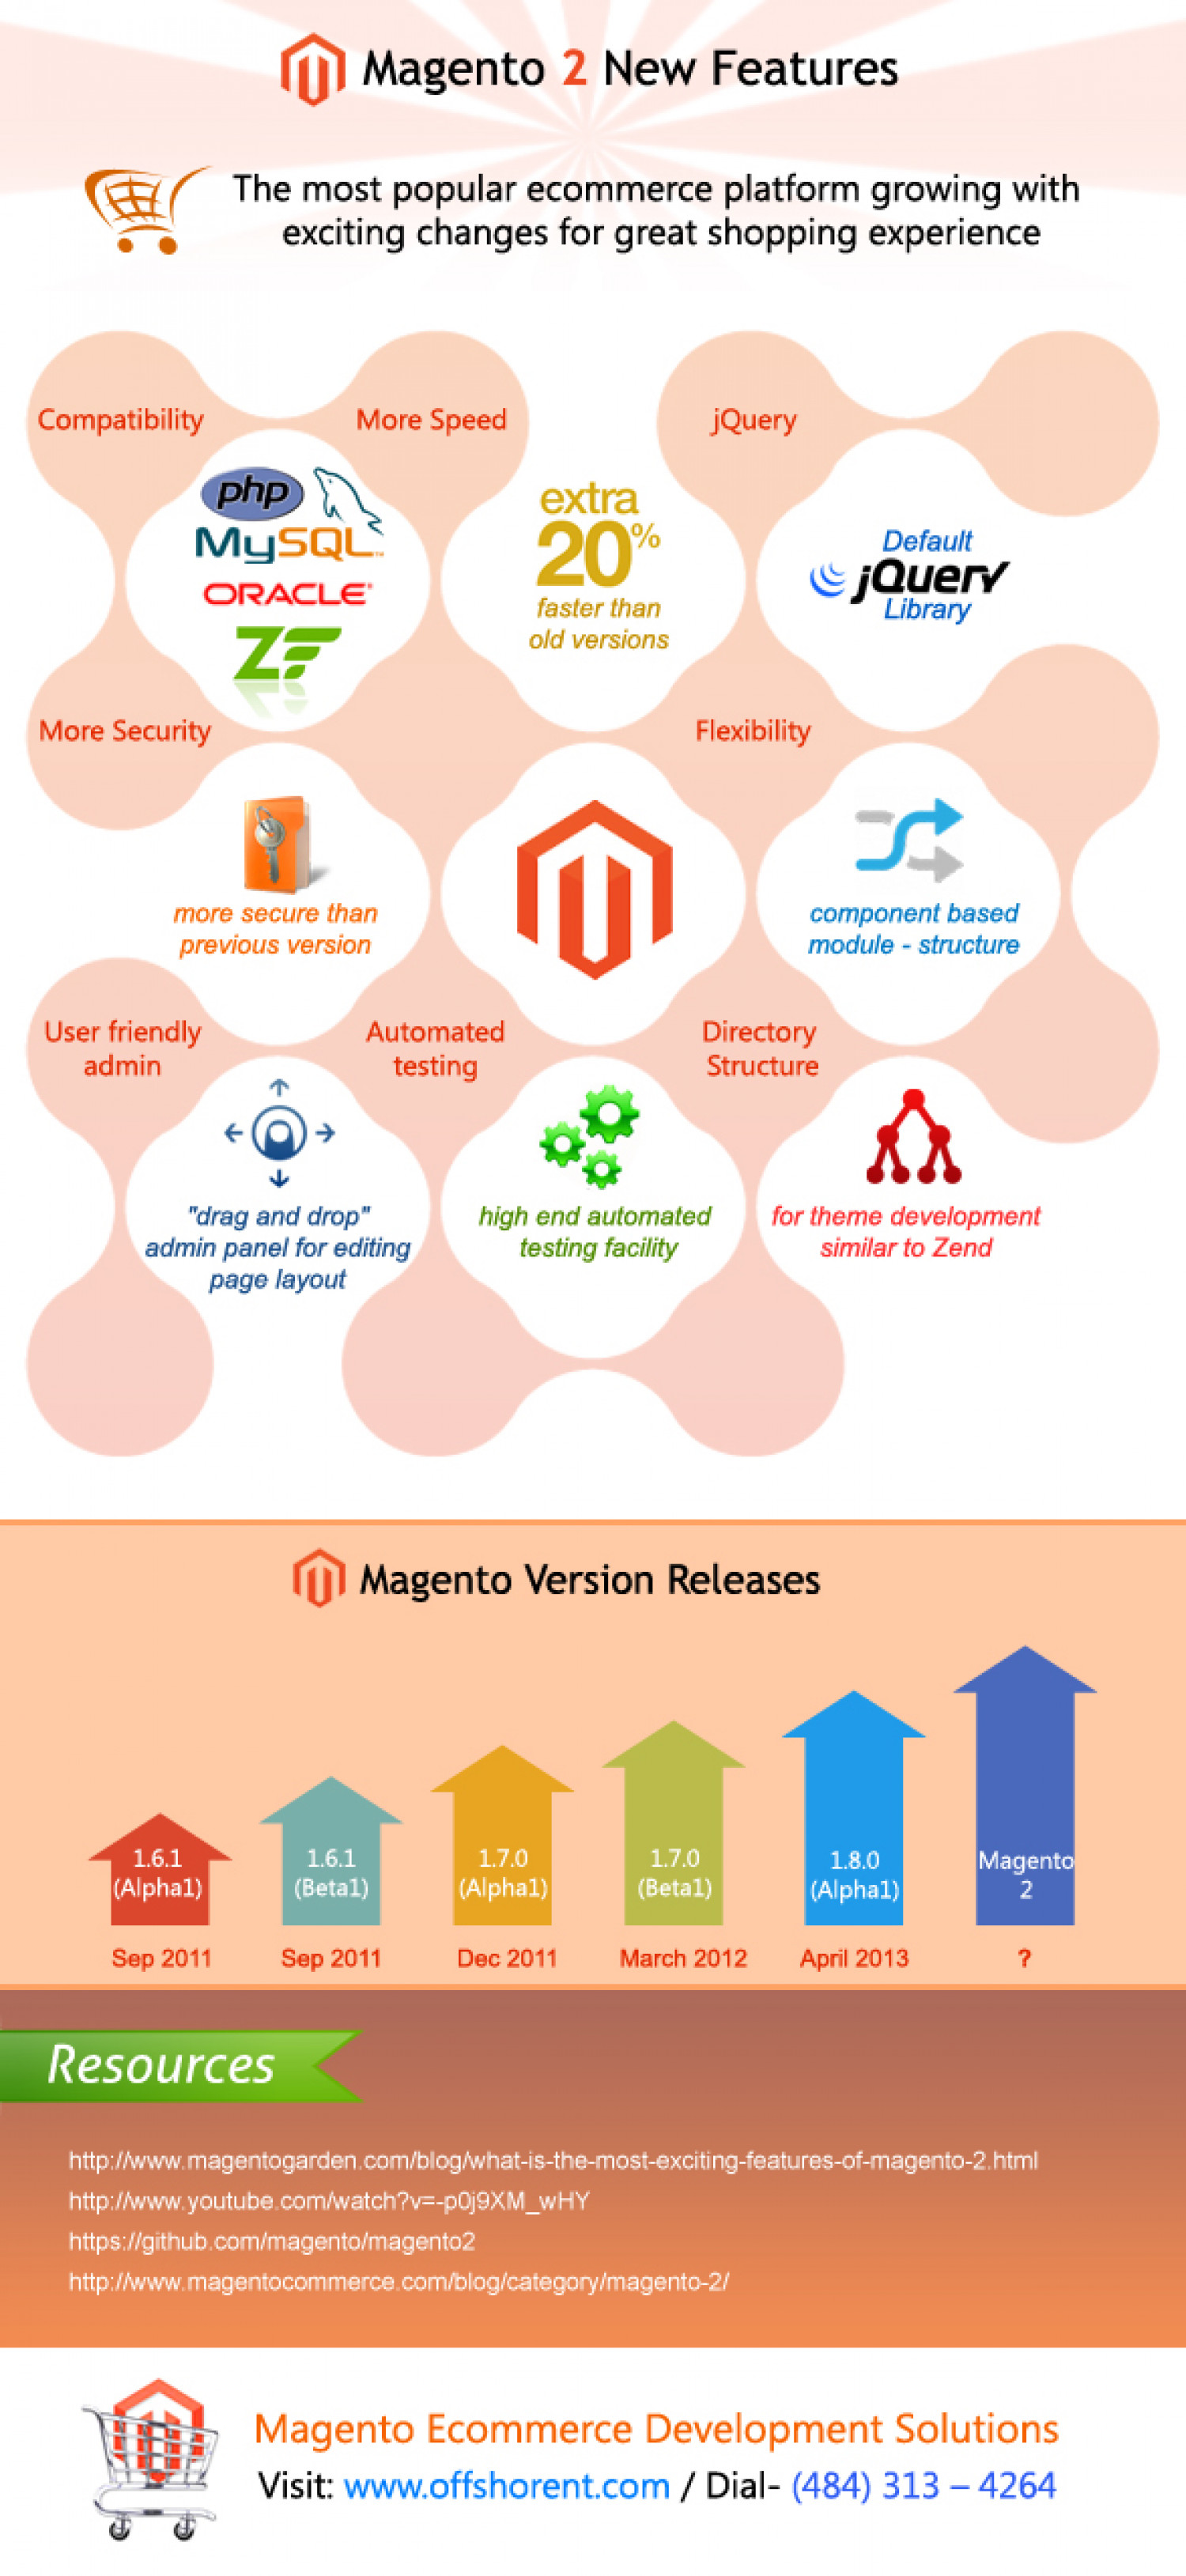 Magento 2 New Features
The most popular ecommerce platform growing with
exciting changes for great shopping experience
Compatibility
php
MySQL
ORACLE
ZF
More Speed
extra
20%
faster than
old versions
jQuery
Default
jQuery
Library
More Security
more secure than
previous version
Flexibility
component based
module - structure
User friendly
admin
"drag and drop"
admin panel for editing
page layout
Automated
testing
high end automated
testing facility
Directory
Structure
for theme development
similar to Zend
Magento Version Releases
1.6.1
(Alpha1)
Sep 2011
1.6.1
(Beta1)
Sep 2011
1.7.0
(Alpha1)
Dec 2011
1.7.0
(Beta1)
March 2012
1.8.0
(Alpha1)
April 2013
Magento
2
?
Resources
http://www.magentogarden.com/blog/what-is-the-most-exciting-features-of-magento-2.html
http://www.youtube.com/watch?v=-p0j9XM_wHY
https://github.com/magento/magento2
http://www.magentocommerce.com/blog/category/magento-2/
Magento Ecommerce Development Solutions
Visit: www.offshorent.com / Dial- (484) 313 – 4264